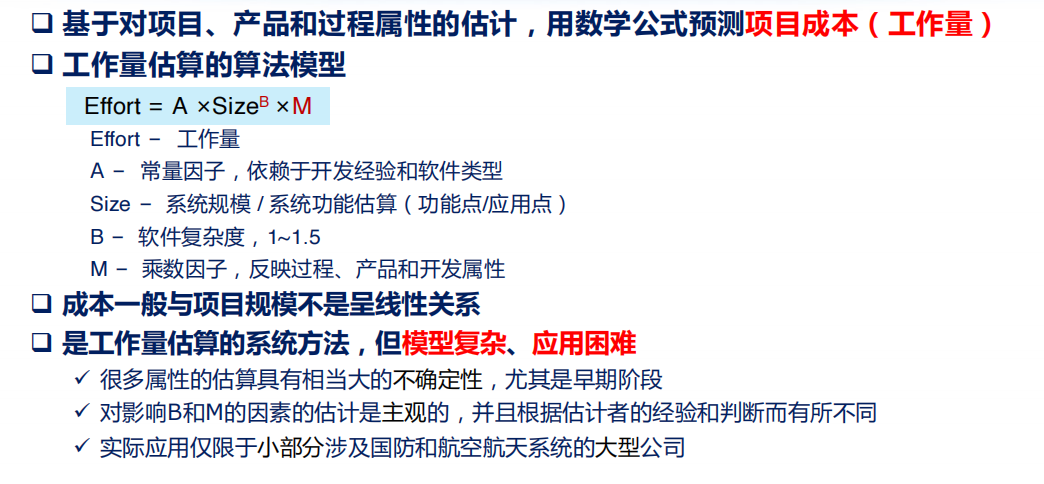 ❑ 基于对项目、产品和过程属性的估计，用数学公式预测项目成本（工作量）
❑ 工作量估算的算法模型
Effort = A ×Size^B ×M
Effort – 工作量
A – 常量因子，依赖于开发经验和软件类型
Size – 系统规模 / 系统功能估算（功能点/应用点）
B – 软件复杂度，1~1.5
M – 乘数因子，反映过程、产品和开发属性
❑ 成本一般与项目规模不是呈线性关系
❑ 是工作量估算的系统方法，但模型复杂、应用困难
✓ 很多属性的估算具有相当大的不确定性，尤其是早期阶段
✓ 对影响B和M的因素的估计是主观的，并且根据估计者的经验和判断而有所不同
✓ 实际应用仅限于小部分涉及国防和航空航天系统的大型公司